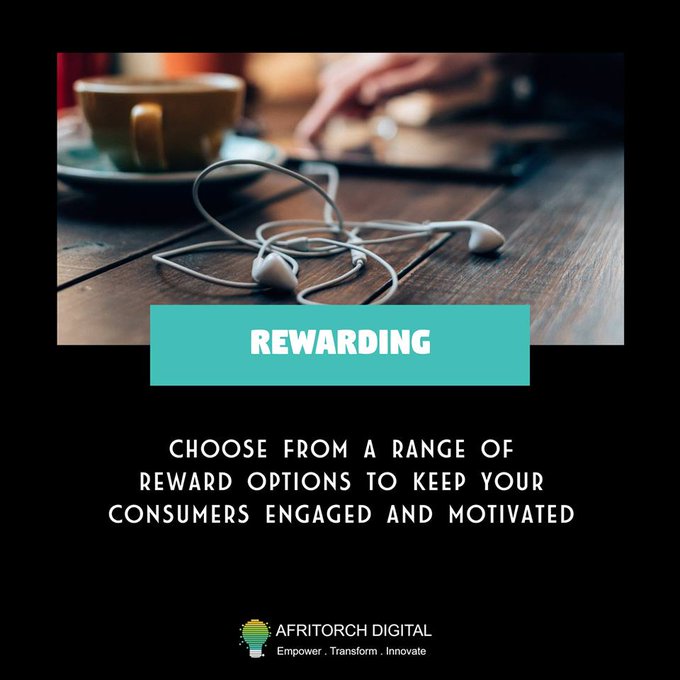 REWARDING
CHOOSE FROM A RANGE OF
REWARD OPTIONS TO KEEP YOUR
CONSUMERS ENGAGED AND MOTIVATED
AFRITORCH DIGITAL
Empower . Transform . Innovate